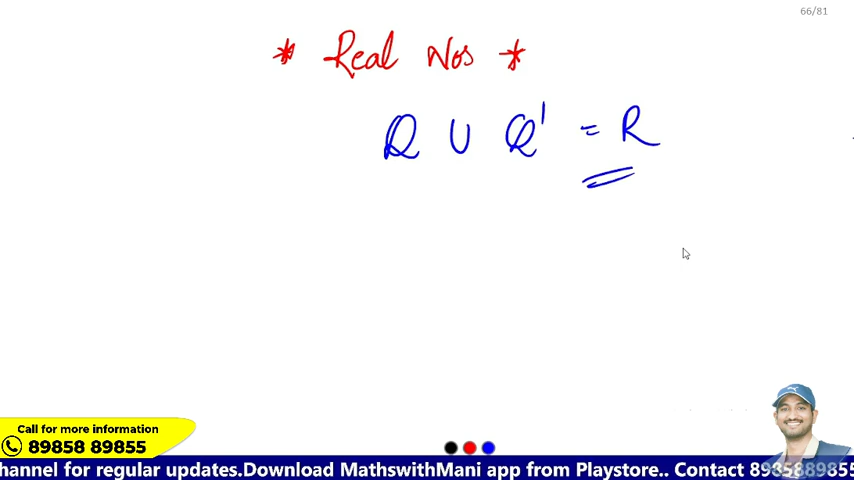 66/81
* Real Nos *
Q U Q' = R
Call for more information
89858 89855
hannel for regular updates.Download MathswithMani app from Playstore.. Contact 8985889855